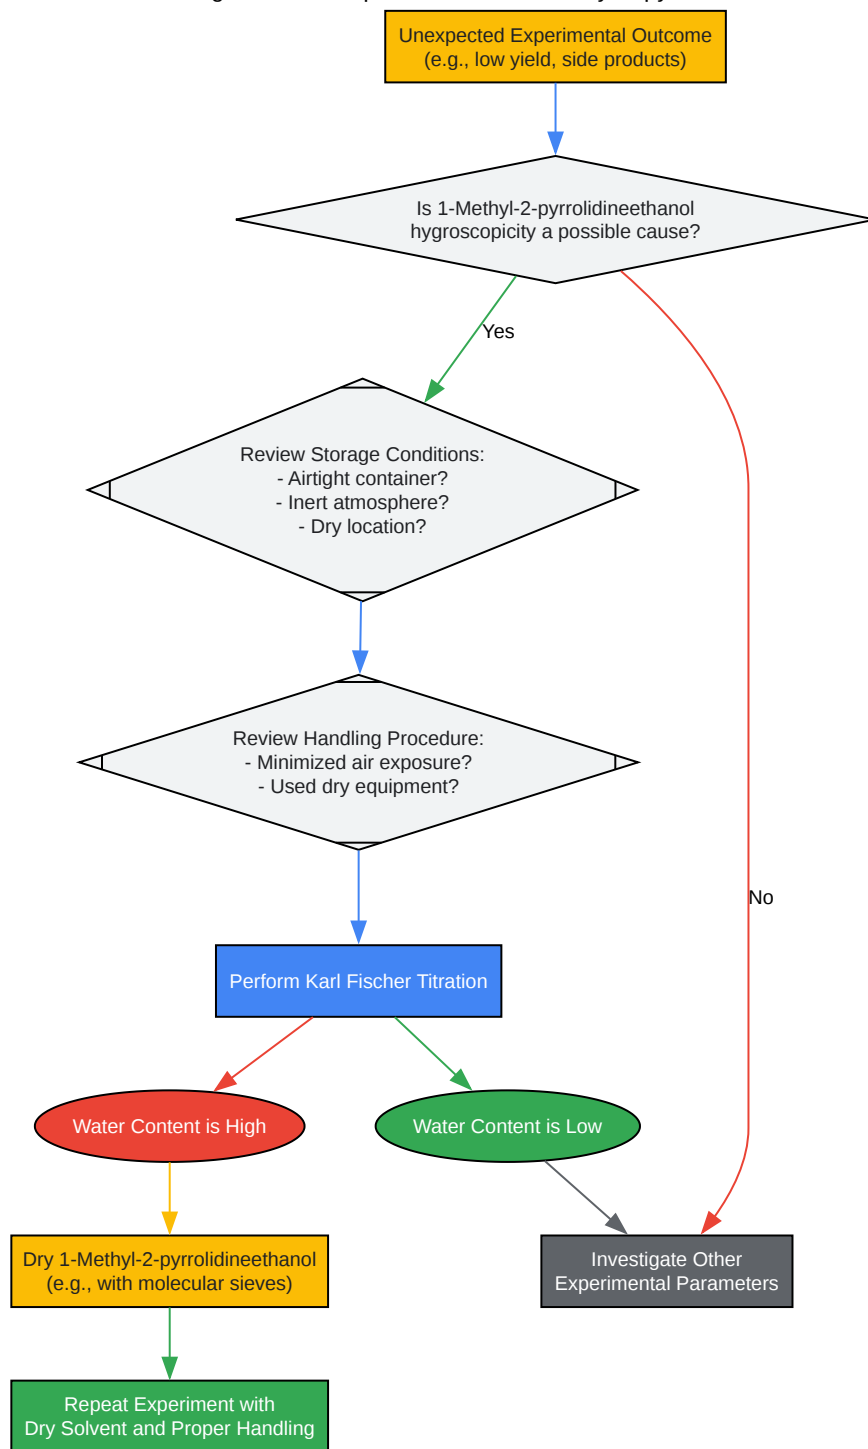 Unexpected Experimental Outcome
(e.g., low yield, side products)
Is 1-Methyl-2-pyrrolidineethanol
hygroscopicity a possible cause?
Yes
Review Storage Conditions:
- Airtight container?
- Inert atmosphere?
- Dry location?
Review Handling Procedure:
- Minimized air exposure?
- Used dry equipment?
No
Perform Karl Fischer Titration
Water Content is High
Water Content is Low
Dry 1-Methyl-2-pyrrolidineethanol
(e.g., with molecular sieves)
Investigate Other
Experimental Parameters
Repeat Experiment with
Dry Solvent and Proper Handling